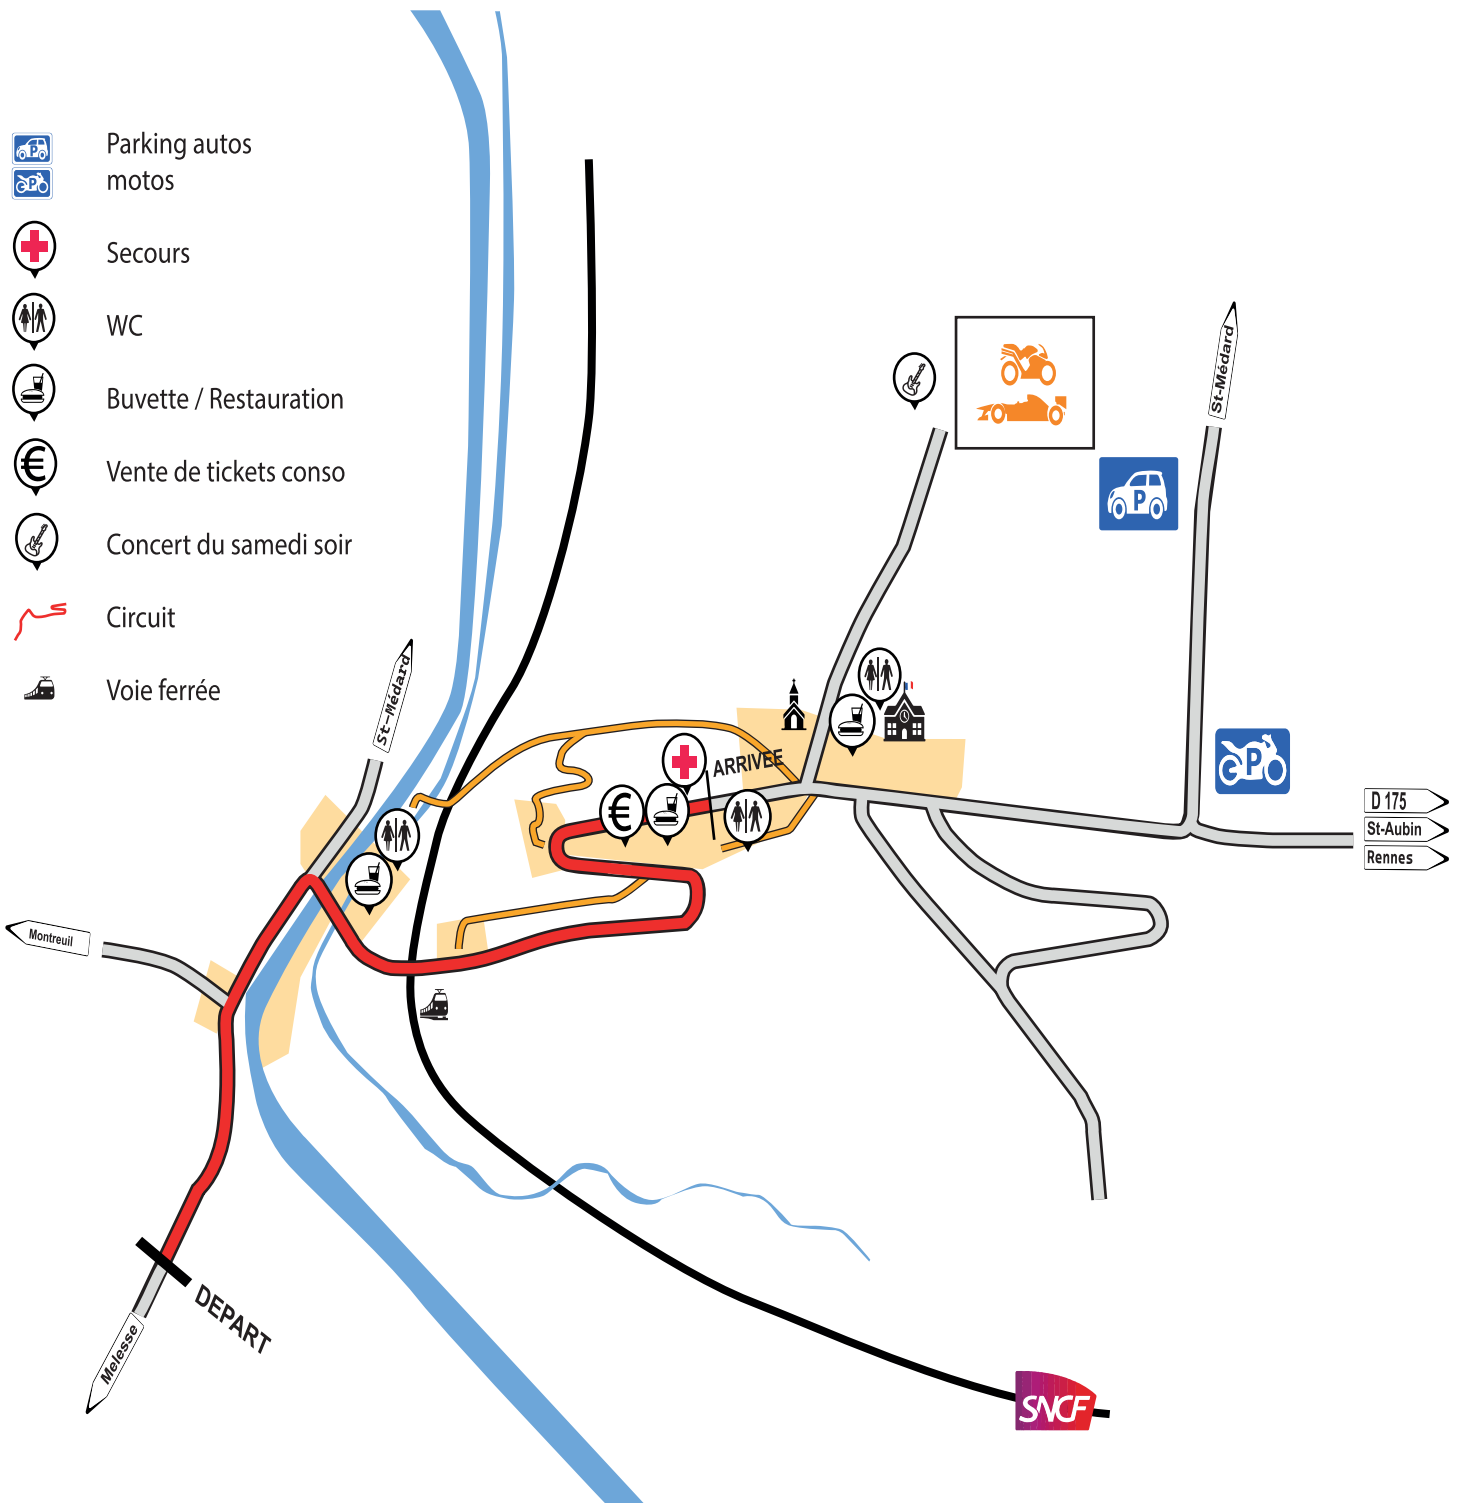 Parking autos
motos
Secours
WC
Buvette / Restauration
Vente de tickets conso
Concert du samedi soir
Circuit
Voie ferrée
P
P
€
St-Médard
P
St-Médard
ARRIVEE
P
€
D 175
St-Aubin
Rennes
Montreuil
DEPART
Melesse
SNCF